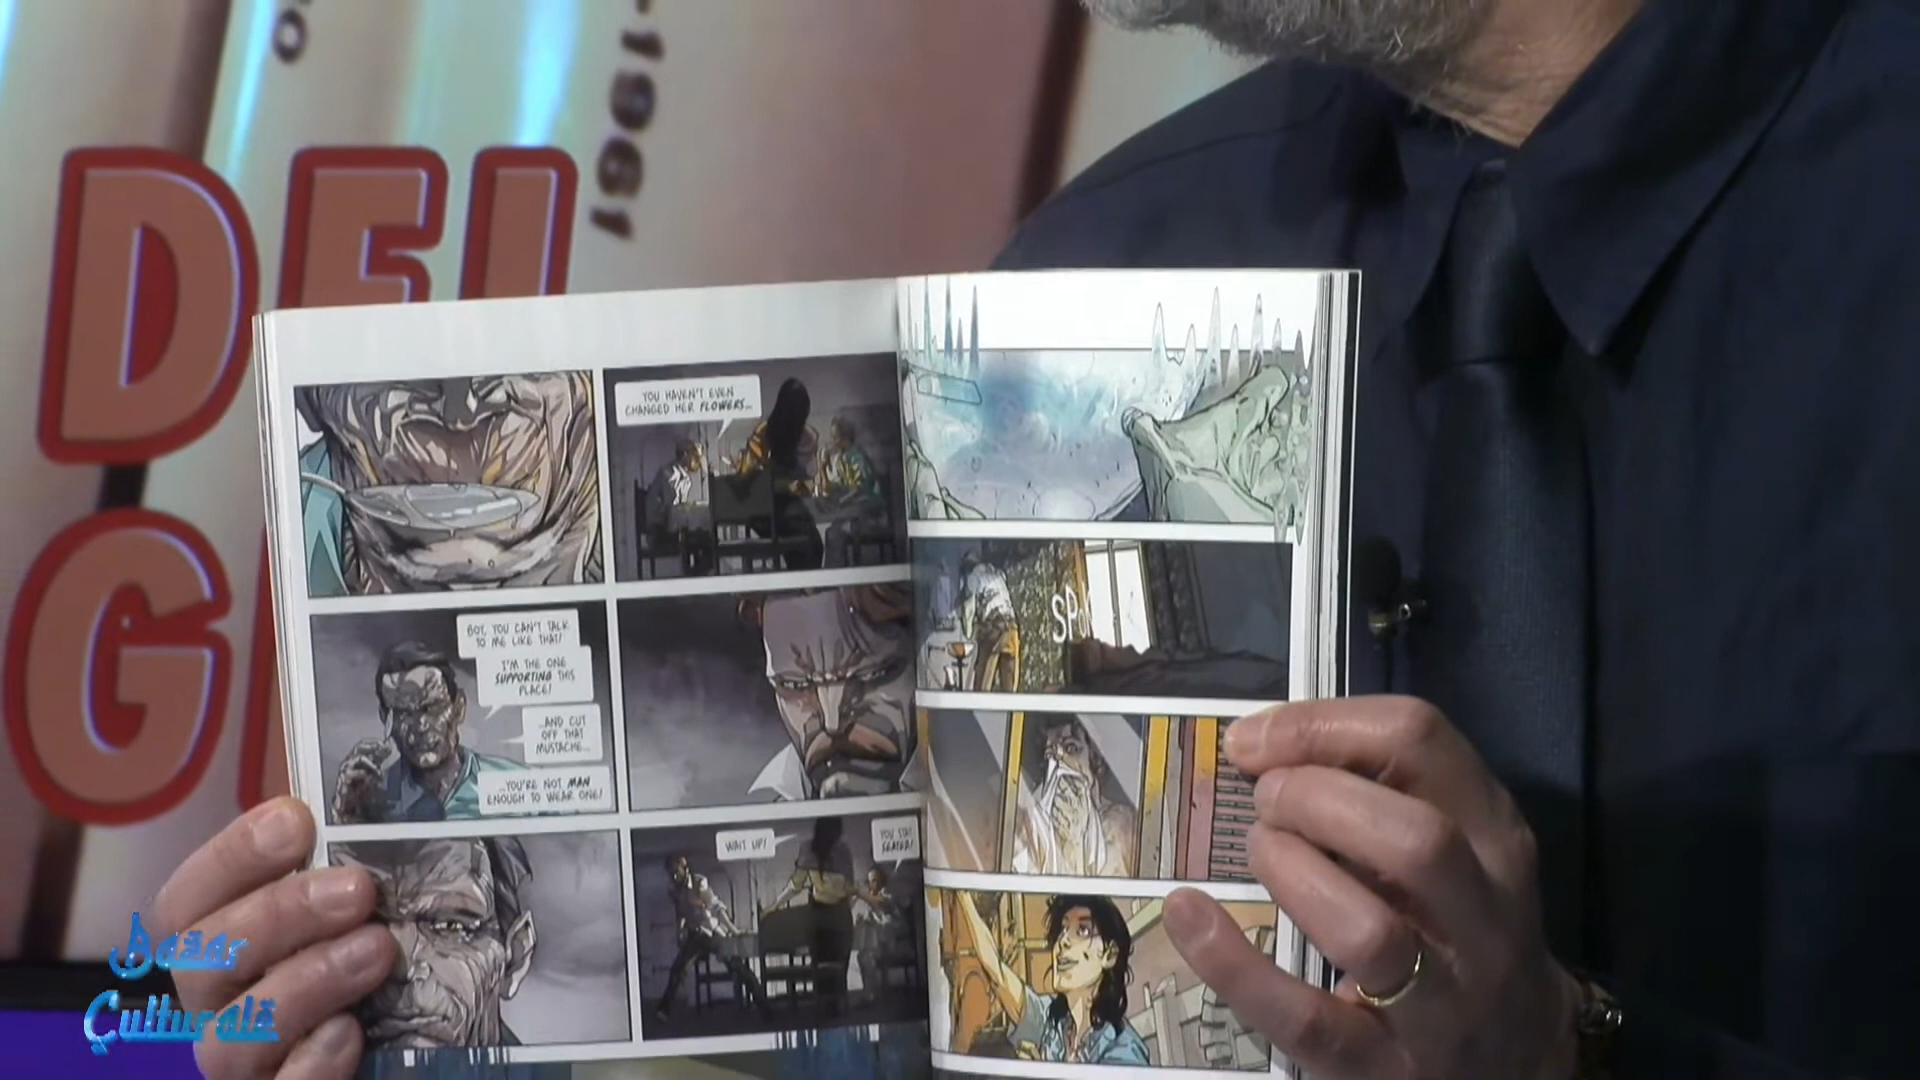 -1961
DEI
YOU HAVEN'T EVEN
CHANGED HER FLOWERS...
BOY, YOU CAN'T TALK
TO ME LIKE THAT!
I'M THE ONE
SUPPORTING THIS
PLACE!
...AND CUT
OFF THAT
MUSTACHE...
...YOU'RE NOT MAN
ENOUGH TO WEAR ONE!
WAIT UP!
YOU STAY
SEATED!
Bazar
Culturală